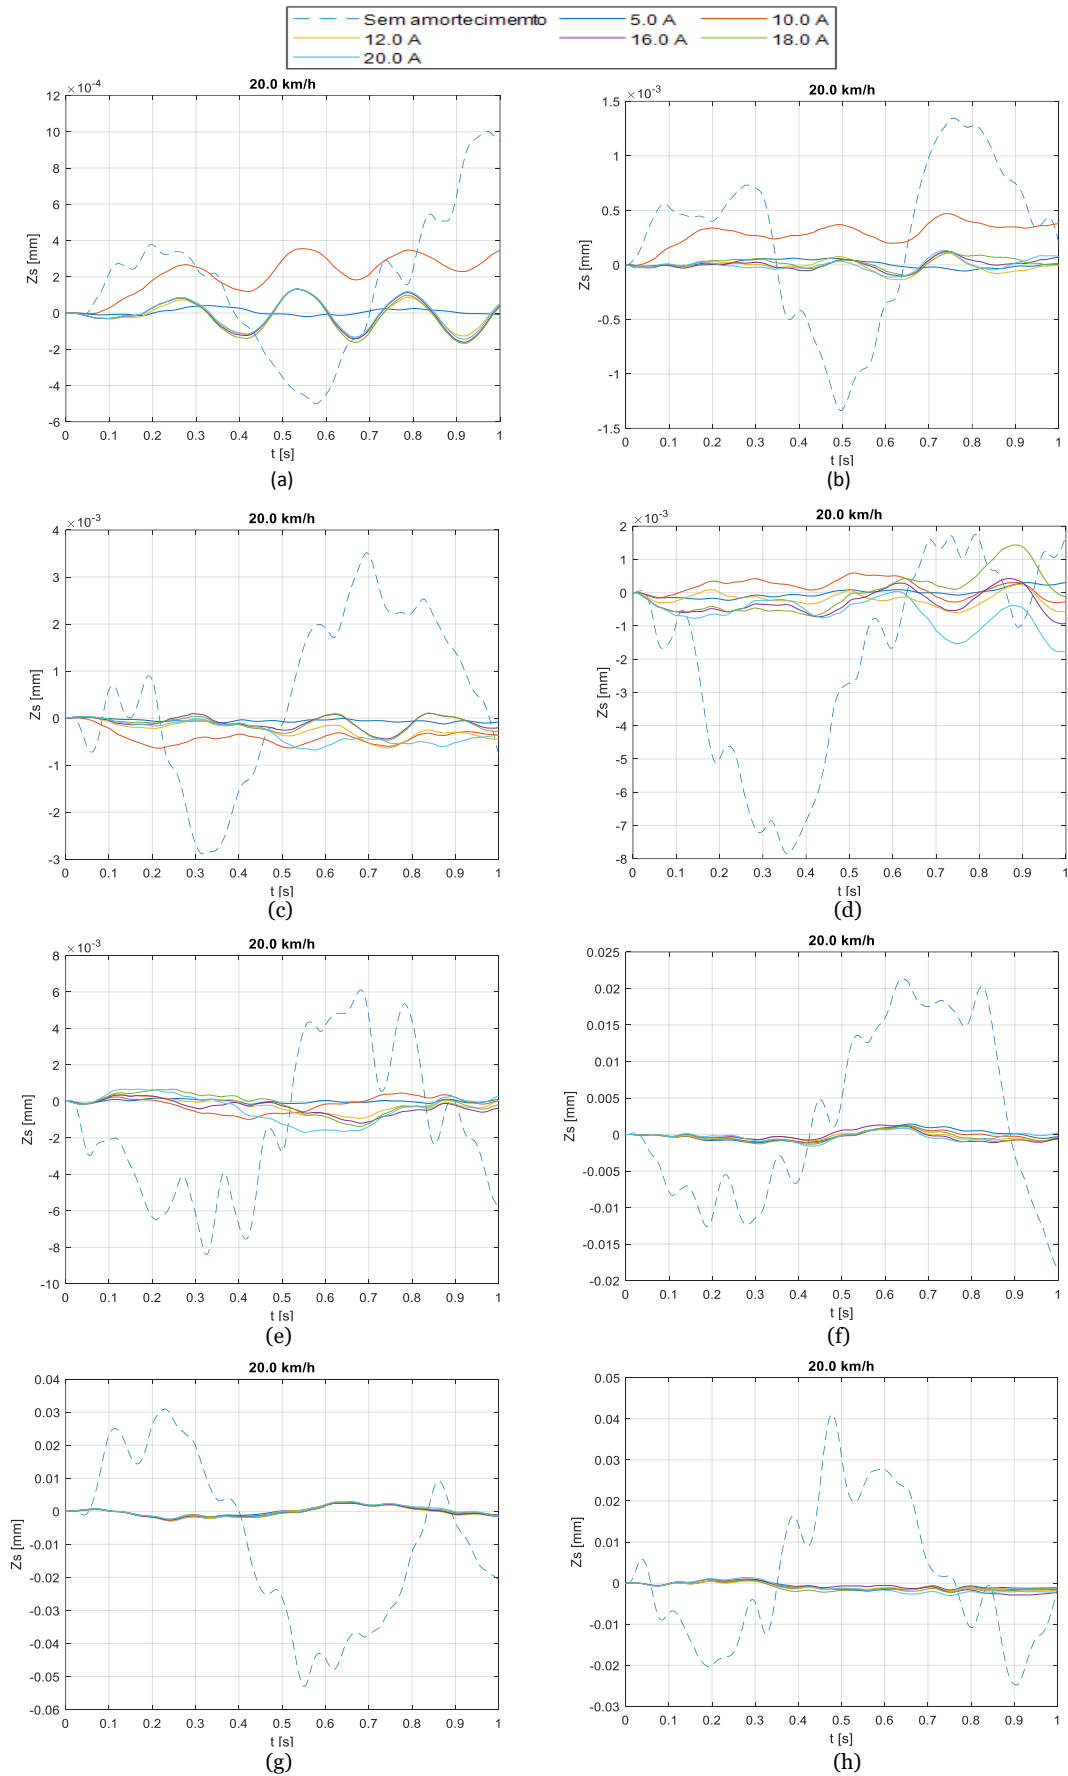 Sem amortecimemto 5.0 A 10.0 A
12.0 A 16.0 A 18.0 A
20.0 A
×10-4 20.0 km/h
12
10
8
6
4
2
0
-2
-4
-6
Zs [mm]
0 0.1 0.2 0.3 0.4 0.5 0.6 0.7 0.8 0.9 1
t [s]
(a)
×10-3 20.0 km/h
1.5
1
0.5
0
-0.5
-1
-1.5
Zs [mm]
0 0.1 0.2 0.3 0.4 0.5 0.6 0.7 0.8 0.9 1
t [s]
(b)
×10-3 20.0 km/h
4
3
2
1
0
-1
-2
-3
Zs [mm]
0 0.1 0.2 0.3 0.4 0.5 0.6 0.7 0.8 0.9 1
t [s]
(c)
×10-3 20.0 km/h
2
1
0
-1
-2
-3
-4
-5
-6
-7
-8
Zs [mm]
0 0.1 0.2 0.3 0.4 0.5 0.6 0.7 0.8 0.9 1
t [s]
(d)
×10-3 20.0 km/h
8
6
4
2
0
-2
-4
-6
-8
-10
Zs [mm]
0 0.1 0.2 0.3 0.4 0.5 0.6 0.7 0.8 0.9 1
t [s]
(e)
20.0 km/h
0.025
0.02
0.015
0.01
0.005
0
-0.005
-0.01
-0.015
-0.02
Zs [mm]
0 0.1 0.2 0.3 0.4 0.5 0.6 0.7 0.8 0.9 1
t [s]
(f)
20.0 km/h
0.04
0.03
0.02
0.01
0
-0.01
-0.02
-0.03
-0.04
-0.05
-0.06
Zs [mm]
0 0.1 0.2 0.3 0.4 0.5 0.6 0.7 0.8 0.9 1
t [s]
(g)
20.0 km/h
0.05
0.04
0.03
0.02
0.01
0
-0.01
-0.02
-0.03
Zs [mm]
0 0.1 0.2 0.3 0.4 0.5 0.6 0.7 0.8 0.9 1
t [s]
(h)